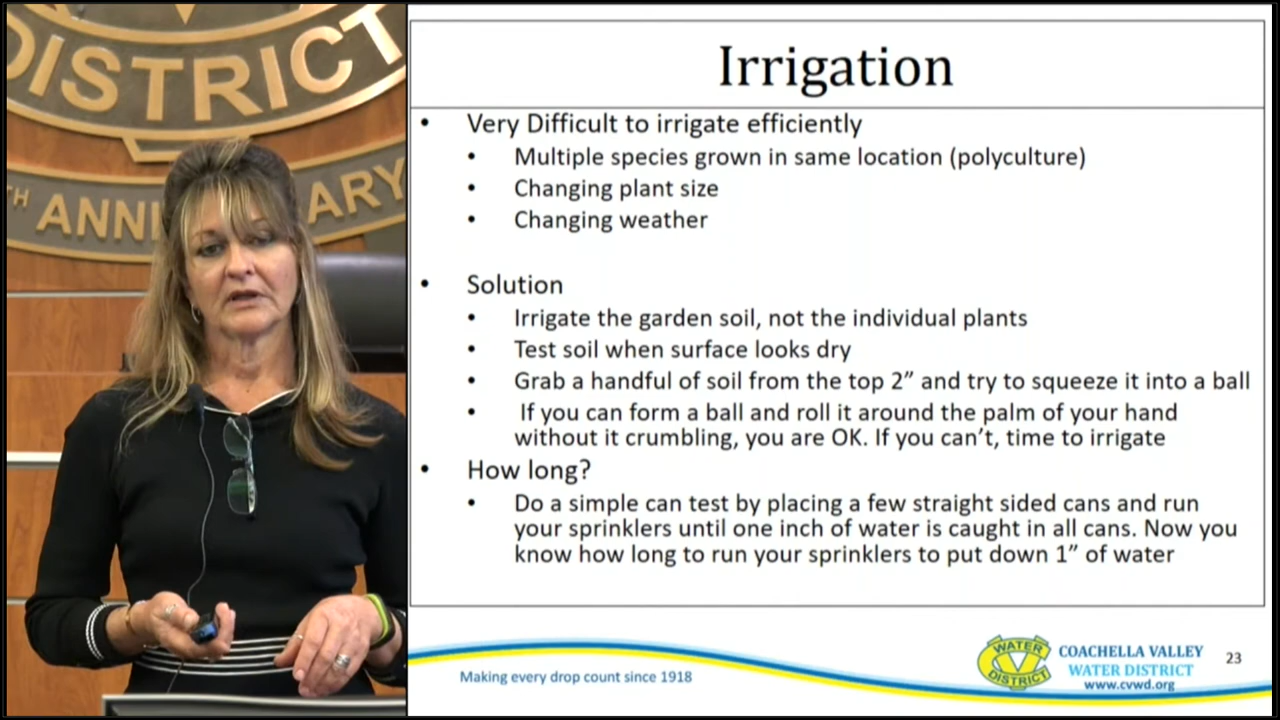 DISTRICT
TH ANNI ARY
Irrigation
• Very Difficult to irrigate efficiently
• Multiple species grown in same location (polyculture)
• Changing plant size
• Changing weather
• Solution
• Irrigate the garden soil, not the individual plants
• Test soil when surface looks dry
• Grab a handful of soil from the top 2” and try to squeeze it into a ball
• If you can form a ball and roll it around the palm of your hand
without it crumbling, you are OK. If you can’t, time to irrigate
• How long?
• Do a simple can test by placing a few straight sided cans and run
your sprinklers until one inch of water is caught in all cans. Now you
know how long to run your sprinklers to put down 1” of water
Making every drop count since 1918
WATER
DISTRICT
COACHELLA VALLEY
WATER DISTRICT
www.cvwd.org
23